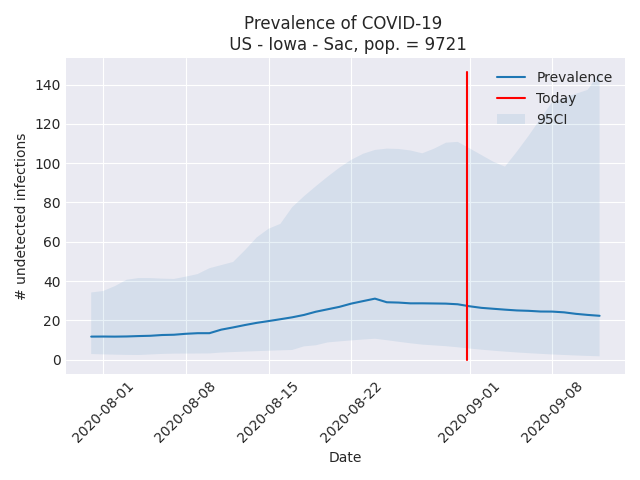 Prevalence of COVID-19
US - Iowa - Sac, pop. = 9721
Prevalence
Today
95CI
140
120
100
80
60
40
20
0
# undetected infections
2020-08-01
2020-08-08
2020-08-15
2020-08-22
2020-09-01
2020-09-08
Date